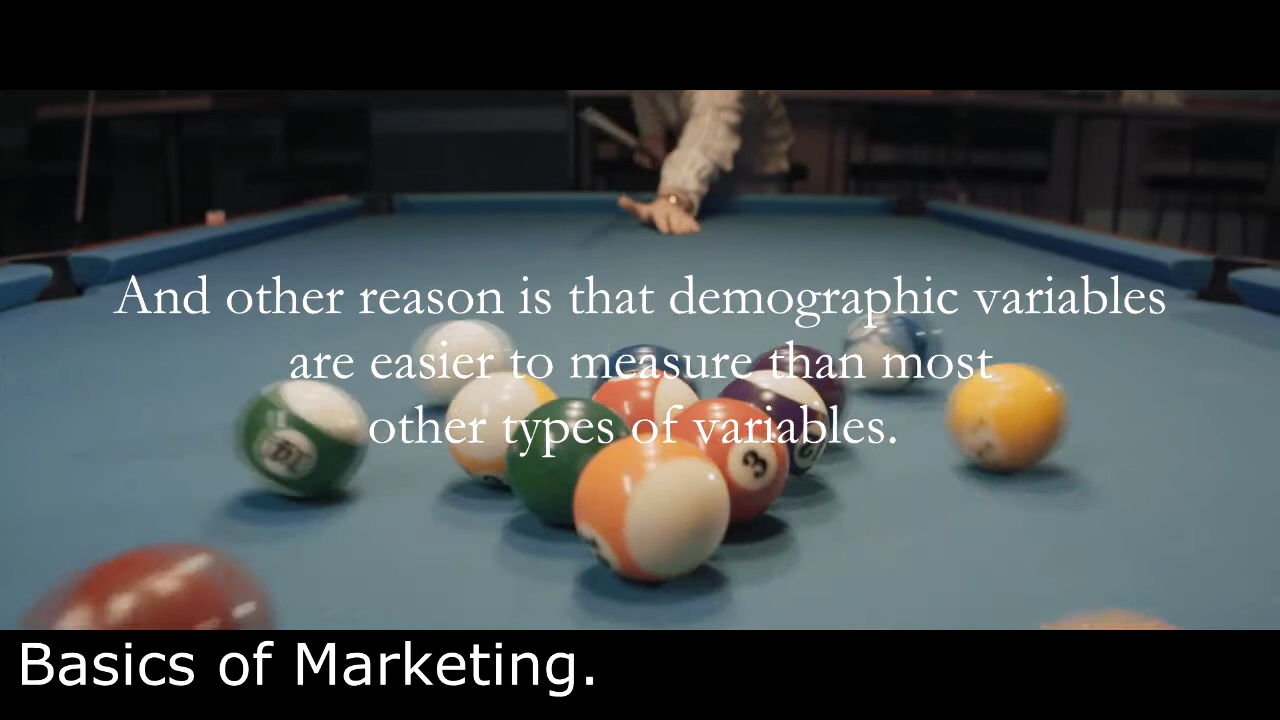 And other reason is that demographic variables
are easier to measure than most
other types of variables.
3
Basics of Marketing.